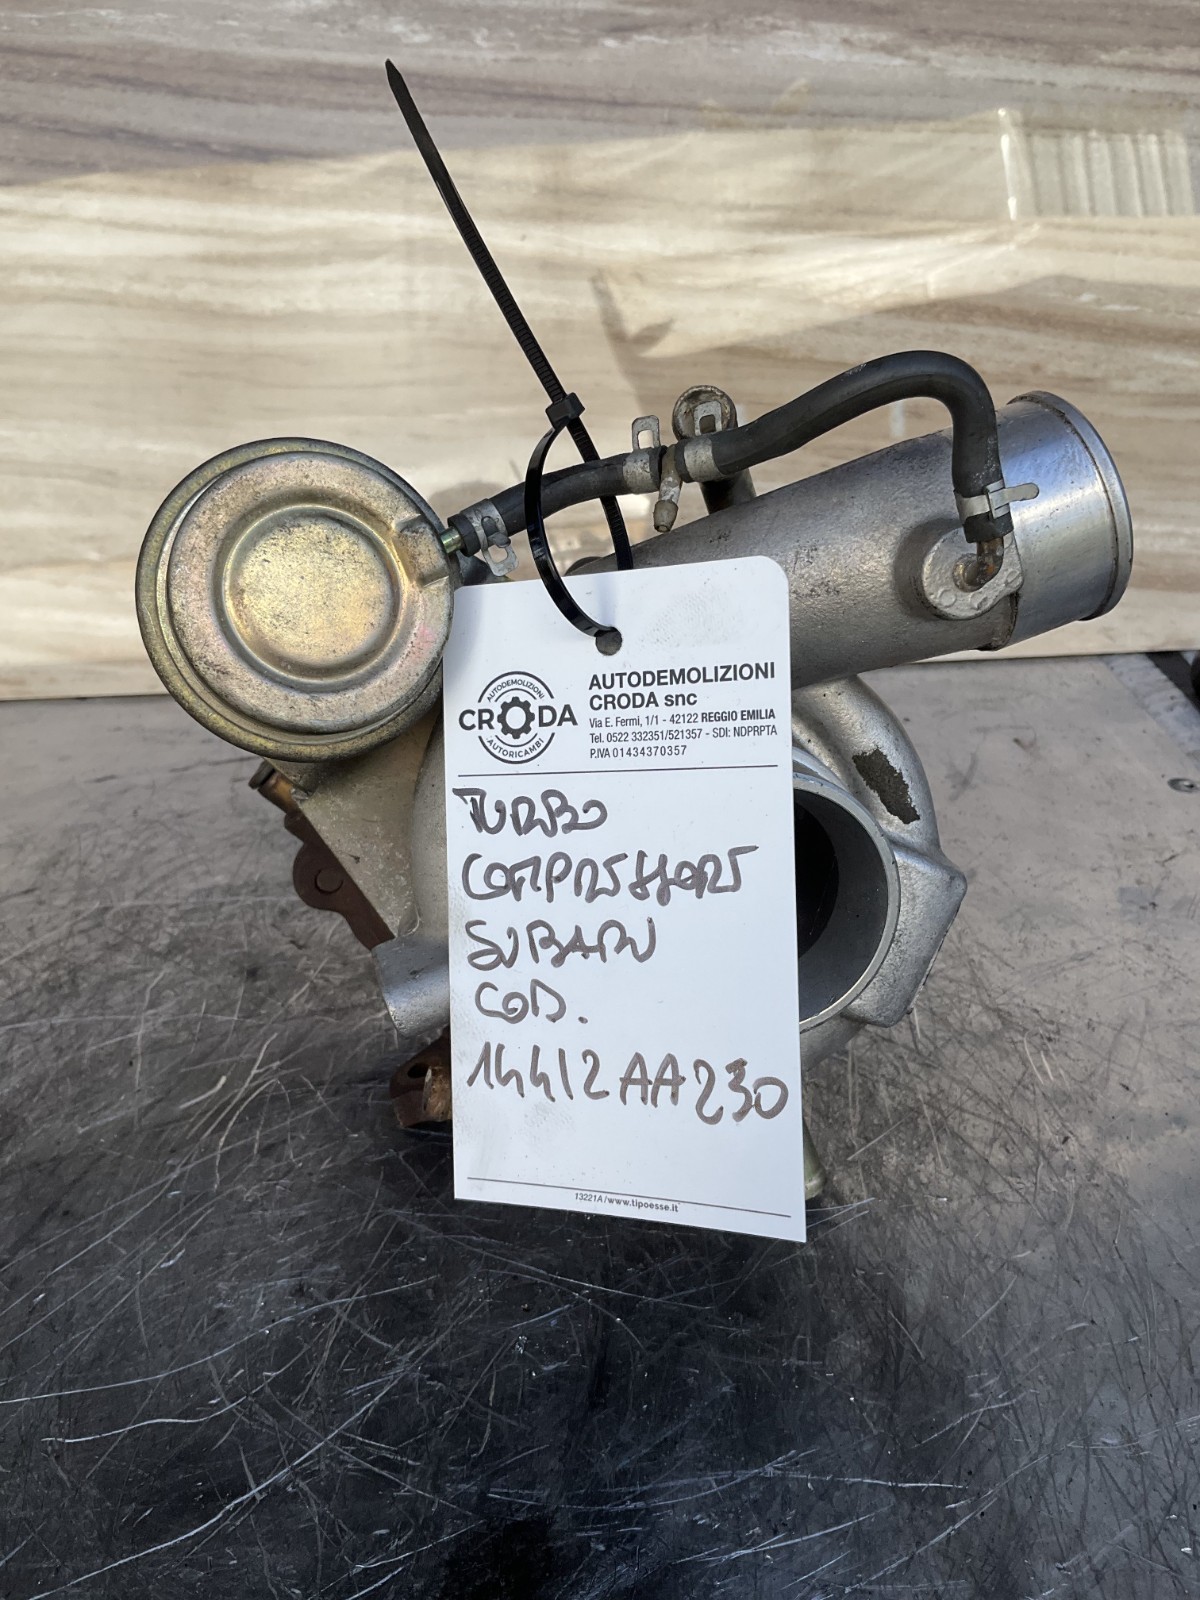 AUTODEMOLIZIONI
CRODA
AUTORICAMBI
AUTODEMOLIZIONI
CRODA snc
Via E. Fermi, 1/1 - 42122 REGGIO EMILIA
Tel. 0522 332351/521357 - SDI: NDPRPTA
P.IVA 01434370357
TURBO
COMPRESSORE
SUBARU
COD.
14412AA230
13221A/www.tipoesse.it